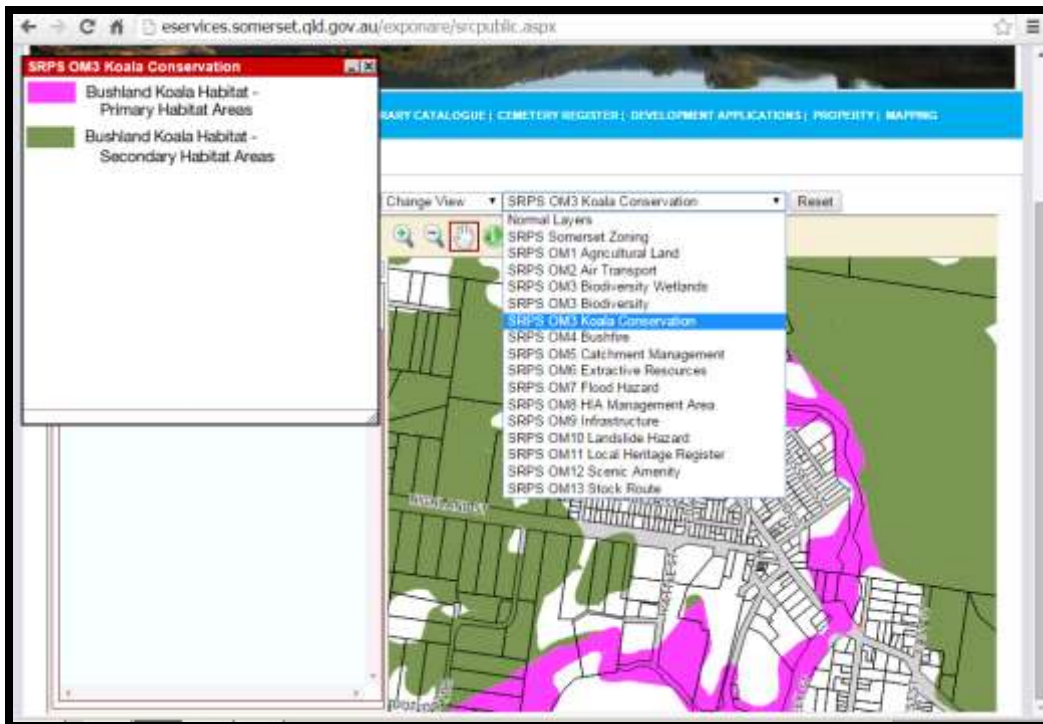 eservices.somerset.qld.gov.au/exponare/srcpublic.aspx
SRPS OM3 Koala Conservation
Bushland Koala Habitat -
Primary Habitat Areas
Bushland Koala Habitat -
Secondary Habitat Areas
RARY CATALOGUE | CEMETERY REGISTER | DEVELOPMENT APPLICATIONS | PROPERTY | MAPPING
Change View SRPS OM3 Koala Conservation Reset
Normal Layers
SRPS Somerset Zoning
SRPS OM1 Agricultural Land
SRPS OM2 Air Transport
SRPS OM3 Biodiversity Wetlands
SRPS OM3 Biodiversity
SRPS OM3 Koala Conservation
SRPS OM4 Bushfire
SRPS OM5 Catchment Management
SRPS OM6 Extractive Resources
SRPS OM7 Flood Hazard
SRPS OM8 HIA Management Area
SRPS OM9 Infrastructure
SRPS OM10 Landslide Hazard
SRPS OM11 Local Heritage Register
SRPS OM12 Scenic Amenity
SRPS OM13 Stock Route